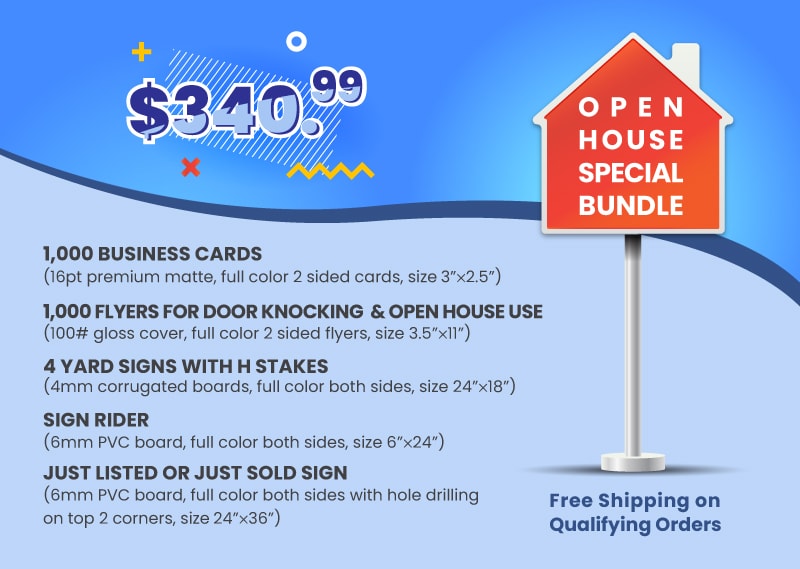 $340.99
OPEN
HOUSE
SPECIAL
BUNDLE
1,000 BUSINESS CARDS
(16pt premium matte, full color 2 sided cards, size 3”×2.5”)
1,000 FLYERS FOR DOOR KNOCKING & OPEN HOUSE USE
(100# gloss cover, full color 2 sided flyers, size 3.5”×11”)
4 YARD SIGNS WITH H STAKES
(4mm corrugated boards, full color both sides, size 24”×18”)
SIGN RIDER
(6mm PVC board, full color both sides, size 6”×24”)
JUST LISTED OR JUST SOLD SIGN
(6mm PVC board, full color both sides with hole drilling
on top 2 corners, size 24”×36”)
Free Shipping on
Qualifying Orders